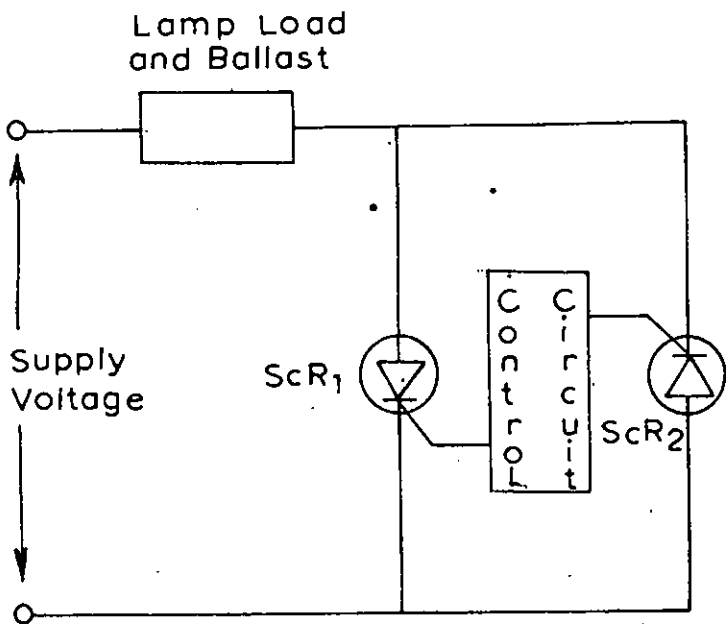 Lamp Load
and Ballast
Supply
Voltage
ScR1
Control
Circuit
ScR2